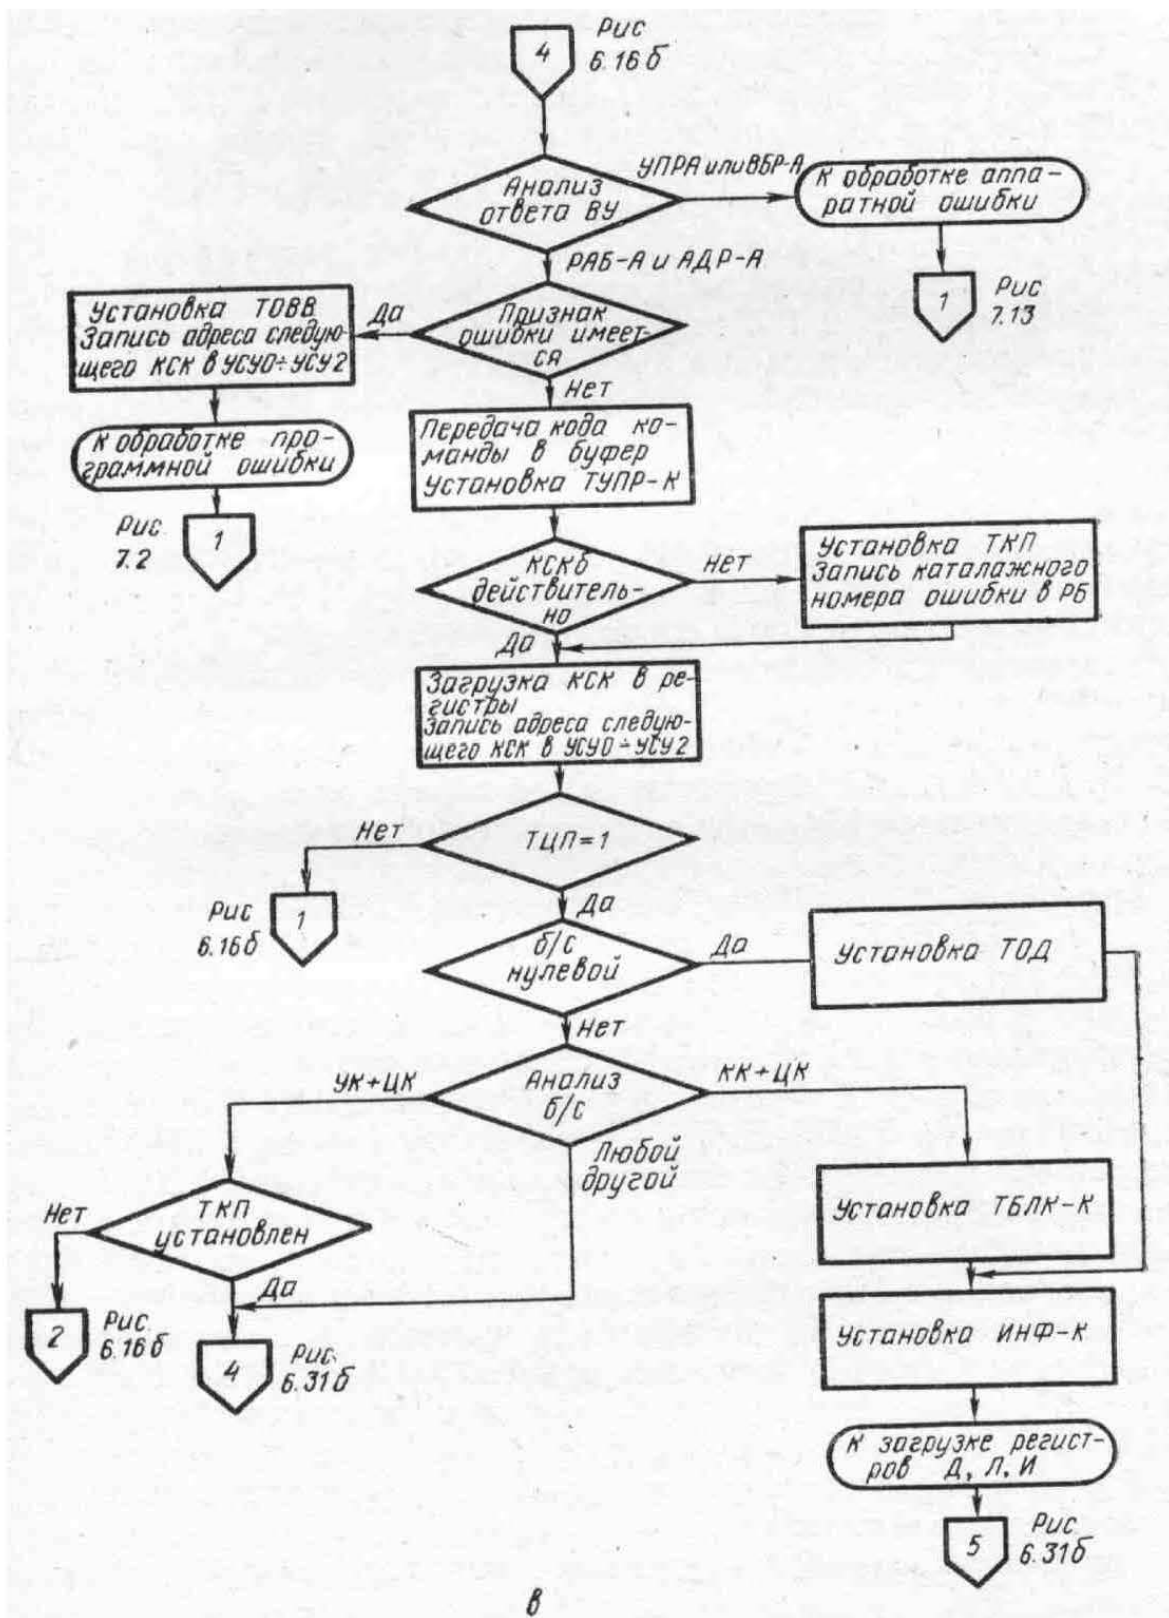 4
Рис
6.16б
Анализ
ответа ВУ
УПРА или ВБР-А
К обработке аппа-
ратной ошибки
1
Рис
7.13
РАБ-А и АДР-А
Признак
ошибки имеет-
ся
Да
Установка ТОВВ
Запись адреса следую-
щего КСК в УСУ0÷УСУ2
К обработке про-
граммной ошибки
Рис
7.2
1
Нет
Передача кода ко-
манды в буфер
Установка ТУПР-К
КСКб
действитель-
но
Нет
Установка ТКП
Запись каталажного
номера ошибки в РБ
Да
Загрузка КСК в ре-
гистры
Запись адреса следую-
щего КСК в УСУ0÷УСУ2
ТЦП=1
Нет
Рис
6.16б
1
Да
б/с
нулевой
Да
Установка ТОД
Нет
Анализ
б/с
УК+ЦК
КК+ЦК
Любой
другой
ТКП
установлен
Нет
Да
2
Рис.
6.16б
4
Рис.
6.31б
Установка ТБЛК-К
Установка ИНФ-К
К загрузке регист-
ров Д, Л, И
5
Рис
6.31б
в